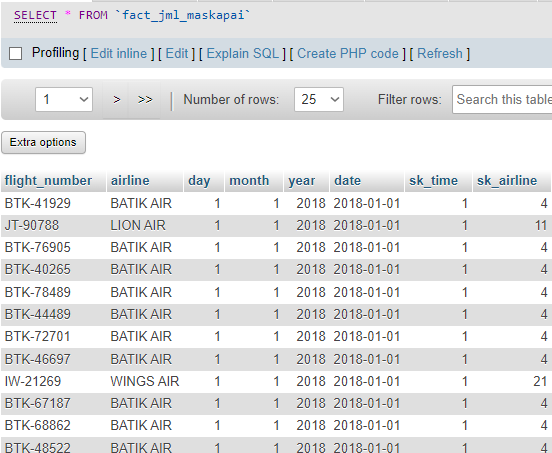 SELECT * FROM `fact_jml_maskapai`
Profiling [ Edit inline ] [ Edit ] [ Explain SQL ] [ Create PHP code ] [ Refresh ]
1 > >> Number of rows: 25 Filter rows: Search this table
Extra options
flight_number airline day month year date sk_time sk_airline
BTK-41929 BATIK AIR 1 1 2018 2018-01-01 1 4
JT-90788 LION AIR 1 1 2018 2018-01-01 1 11
BTK-76905 BATIK AIR 1 1 2018 2018-01-01 1 4
BTK-40265 BATIK AIR 1 1 2018 2018-01-01 1 4
BTK-78489 BATIK AIR 1 1 2018 2018-01-01 1 4
BTK-44489 BATIK AIR 1 1 2018 2018-01-01 1 4
BTK-72701 BATIK AIR 1 1 2018 2018-01-01 1 4
BTK-46697 BATIK AIR 1 1 2018 2018-01-01 1 4
IW-21269 WINGS AIR 1 1 2018 2018-01-01 1 21
BTK-67187 BATIK AIR 1 1 2018 2018-01-01 1 4
BTK-68862 BATIK AIR 1 1 2018 2018-01-01 1 4
BTK-48522 BATIK AIR 1 1 2018 2018-01-01 1 4